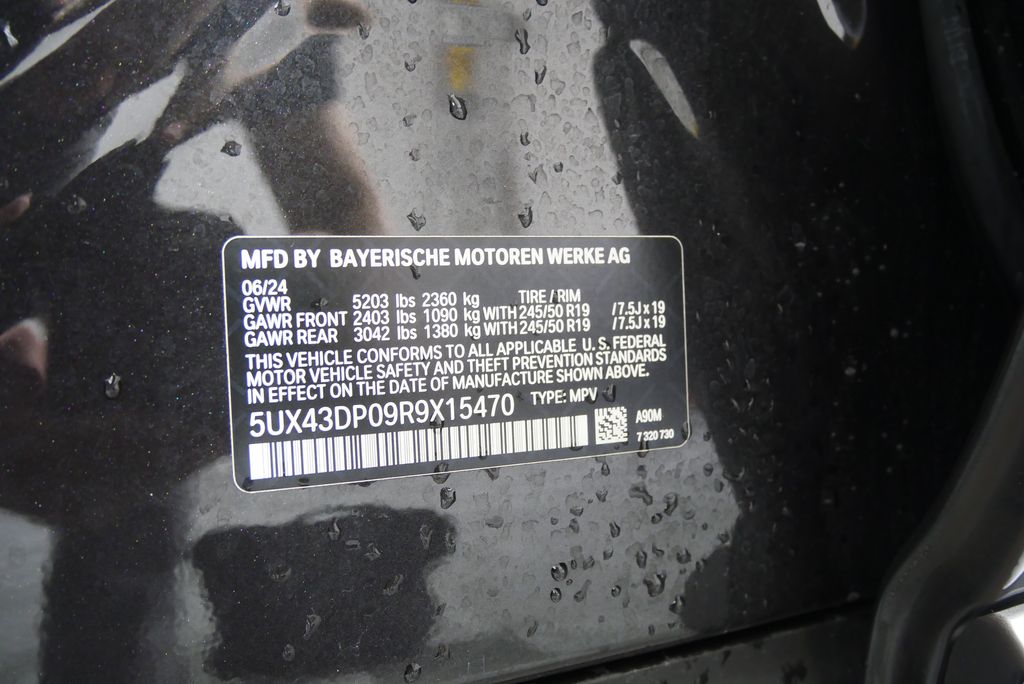 MFD BY BAYERISCHE MOTOREN WERKE AG
06/24
GVWR 5203 lbs 2360 kg TIRE / RIM
GAWR FRONT 2403 lbs 1090 kg WITH 245/50 R19 /7.5J x 19
GAWR REAR 3042 lbs 1380 kg WITH 245/50 R19 /7.5J x 19
THIS VEHICLE CONFORMS TO ALL APPLICABLE U.S. FEDERAL
MOTOR VEHICLE SAFETY AND THEFT PREVENTION STANDARDS
IN EFFECT ON THE DATE OF MANUFACTURE SHOWN ABOVE.
5UX43DP09R9X15470 TYPE: MPV
A90M
7 320 730